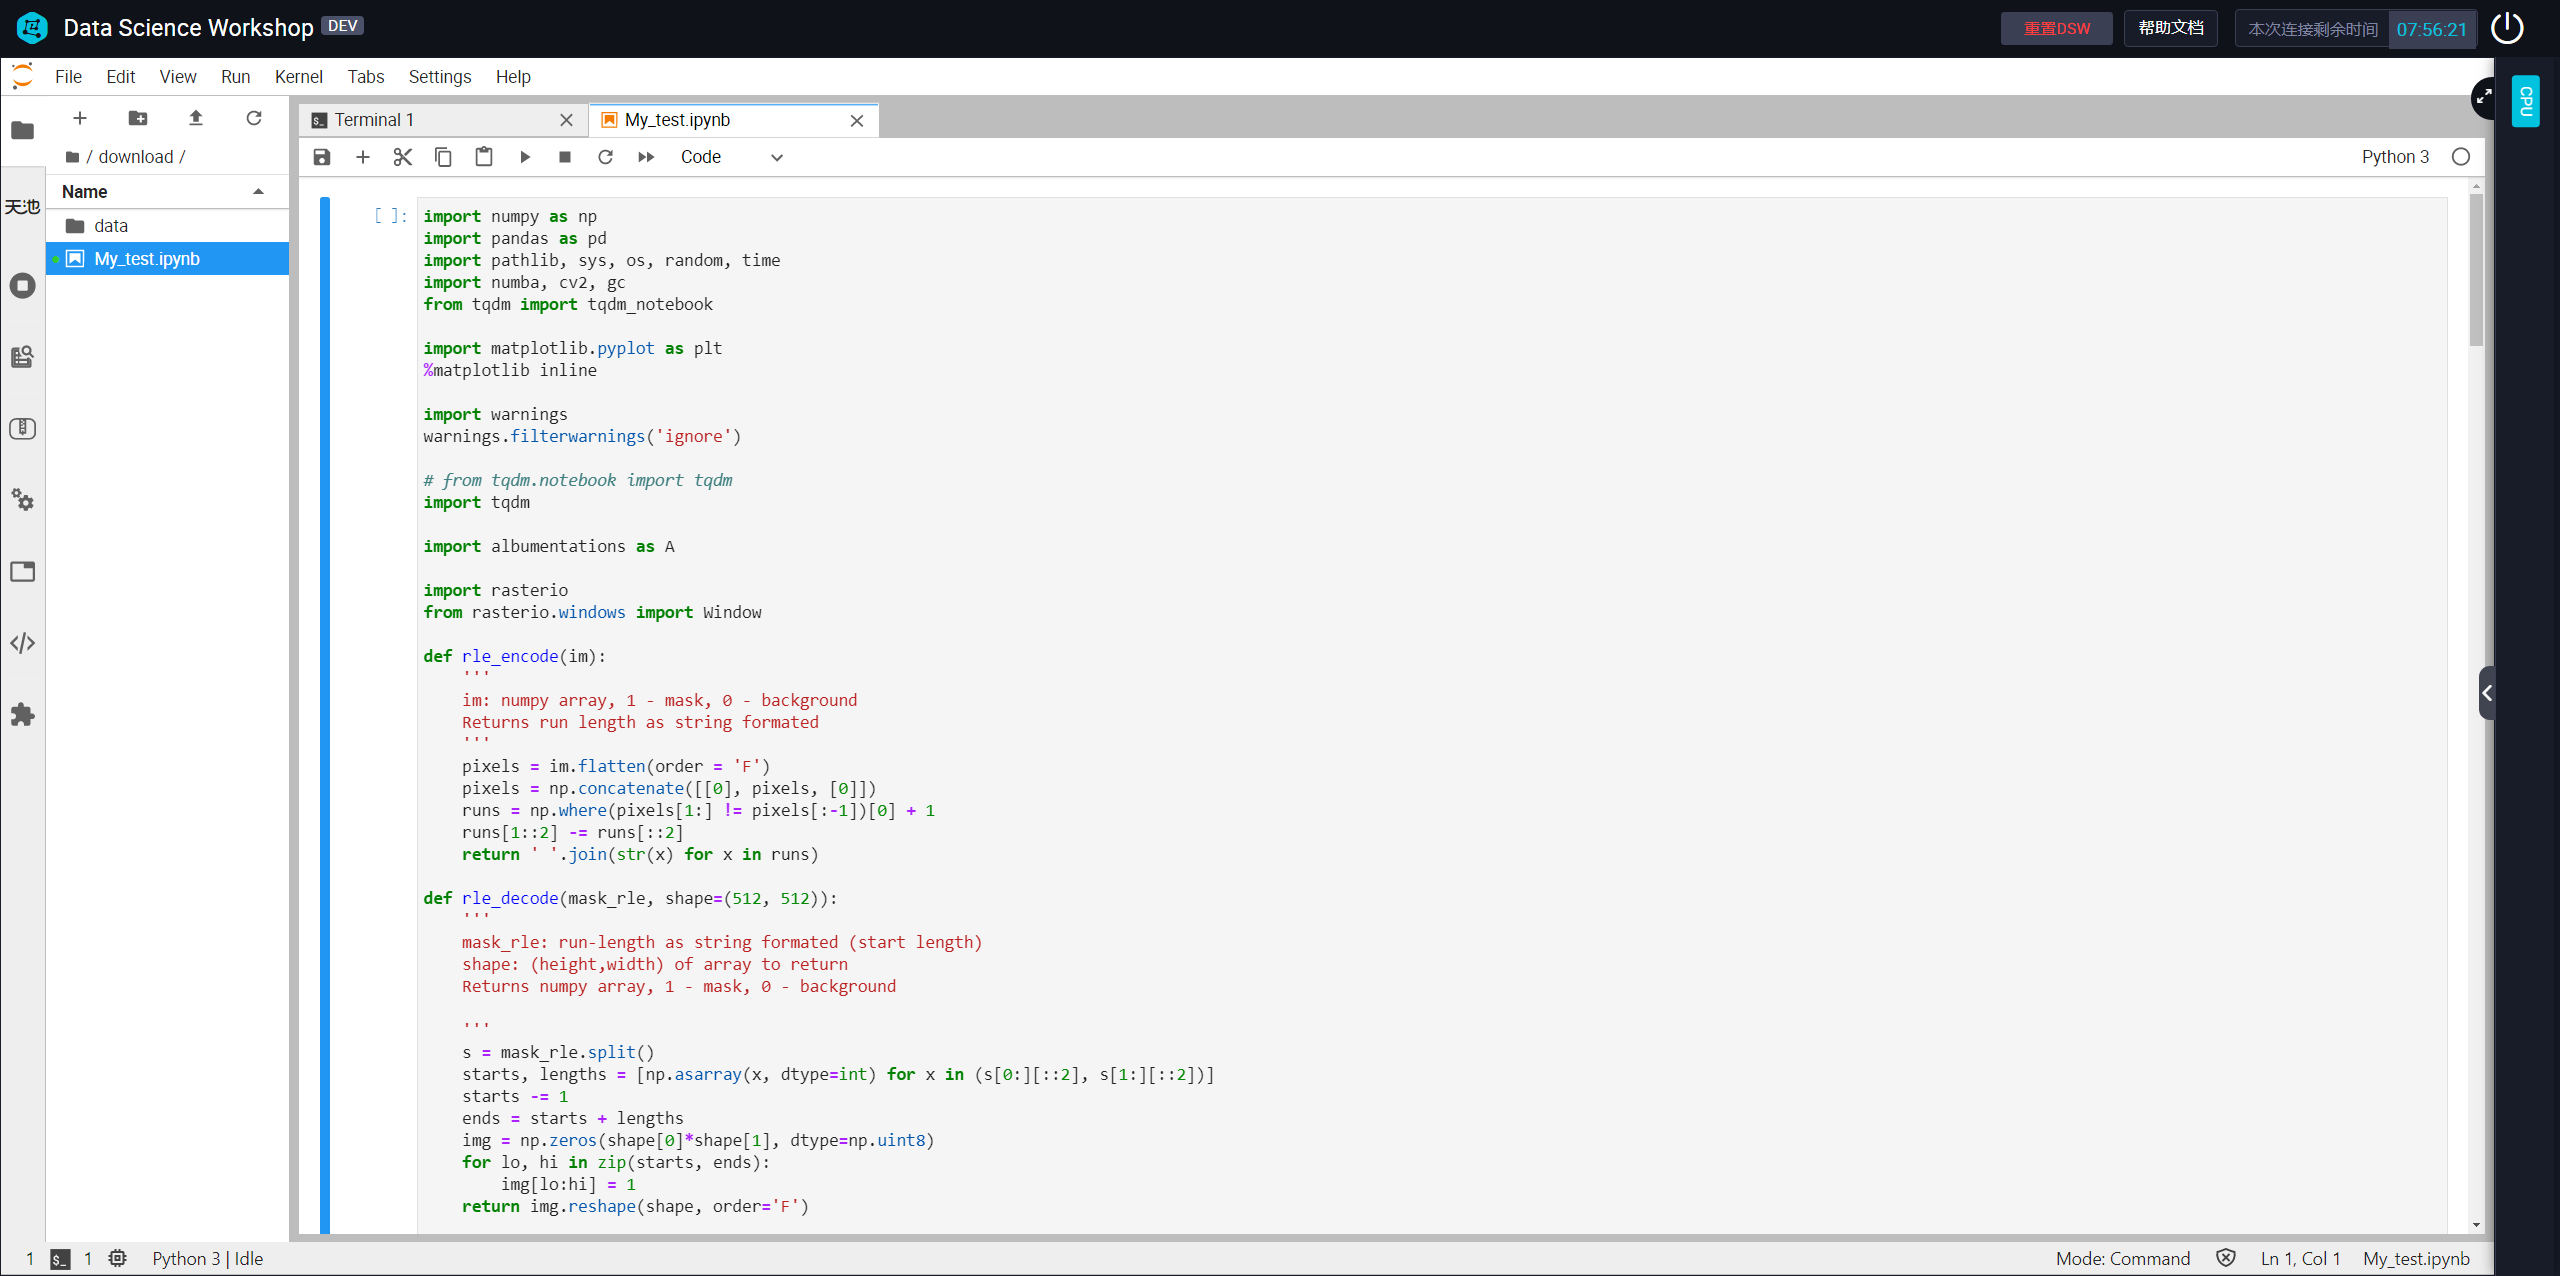 Data Science Workshop DEV
重置DSW
帮助文档
本次连接剩余时间 07:56:21
File Edit View Run Kernel Tabs Settings Help
CPU
Terminal 1
My_test.ipynb
/ download /
Code
Python 3
Name
天池
data
My_test.ipynb
[ ]:
import numpy as np
import pandas as pd
import pathlib, sys, os, random, time
import numba, cv2, gc
from tqdm import tqdm_notebook
import matplotlib.pyplot as plt
%matplotlib inline
import warnings
warnings.filterwarnings('ignore')
# from tqdm.notebook import tqdm
import tqdm
import albumentations as A
import rasterio
from rasterio.windows import Window
def rle_encode(im):
'''
im: numpy array, 1 - mask, 0 - background
Returns run length as string formated
'''
pixels = im.flatten(order = 'F')
pixels = np.concatenate([[0], pixels, [0]])
runs = np.where(pixels[1:] != pixels[:-1])[0] + 1
runs[1::2] -= runs[::2]
return ' '.join(str(x) for x in runs)
def rle_decode(mask_rle, shape=(512, 512)):
'''
mask_rle: run-length as string formated (start length)
shape: (height,width) of array to return
Returns numpy array, 1 - mask, 0 - background
'''
s = mask_rle.split()
starts, lengths = [np.asarray(x, dtype=int) for x in (s[0:][::2], s[1:][::2])]
starts -= 1
ends = starts + lengths
img = np.zeros(shape[0]*shape[1], dtype=np.uint8)
for lo, hi in zip(starts, ends):
img[lo:hi] = 1
return img.reshape(shape, order='F')
1 $_ 1 Python 3 | Idle
Mode: Command Ln 1, Col 1 My_test.ipynb